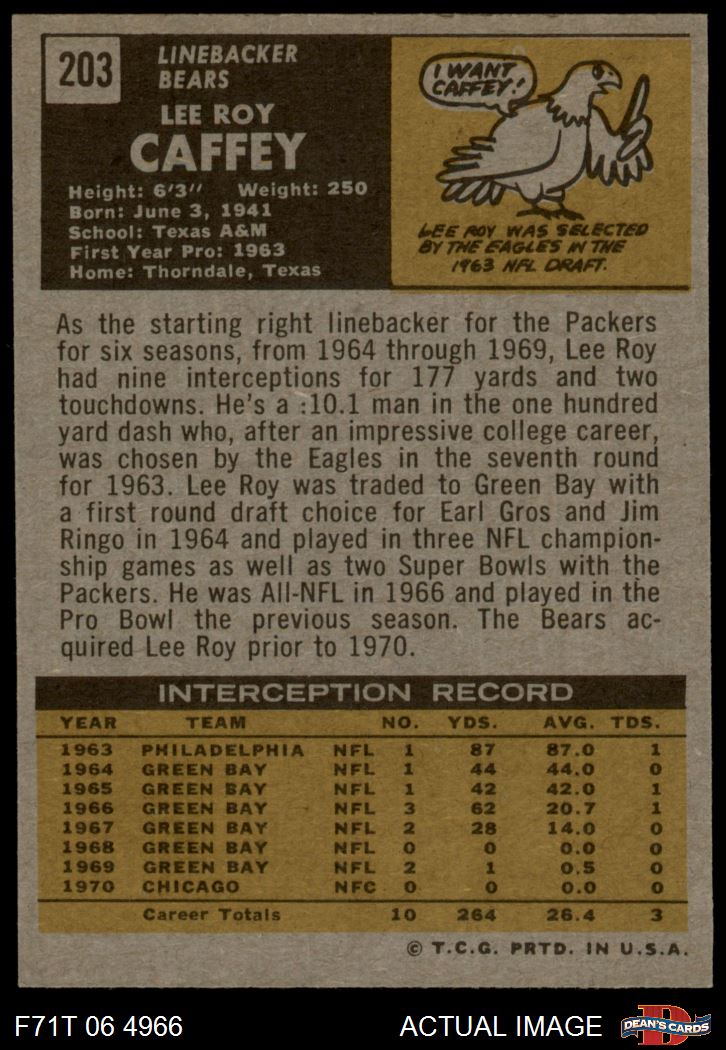 203
LINEBACKER
BEARS
LEE ROY
CAFFEY
Height: 6'3" Weight: 250
Born: June 3, 1941
School: Texas A&M
First Year Pro: 1963
Home: Thorndale, Texas
I WANT
CAFFEY!
LEE ROY WAS SELECTED
BY THE EAGLES IN THE
1963 NFL DRAFT.
As the starting right linebacker for the Packers
for six seasons, from 1964 through 1969, Lee Roy
had nine interceptions for 177 yards and two
touchdowns. He's a :10.1 man in the one hundred
yard dash who, after an impressive college career,
was chosen by the Eagles in the seventh round
for 1963. Lee Roy was traded to Green Bay with
a first round draft choice for Earl Gros and Jim
Ringo in 1964 and played in three NFL champion-
ship games as well as two Super Bowls with the
Packers. He was All-NFL in 1966 and played in the
Pro Bowl the previous season. The Bears ac-
quired Lee Roy prior to 1970.
INTERCEPTION RECORD
YEAR TEAM NO. YDS. AVG. TDS.
1963 PHILADELPHIA NFL 1 87 87.0 1
1964 GREEN BAY NFL 1 44 44.0 0
1965 GREEN BAY NFL 1 42 42.0 1
1966 GREEN BAY NFL 3 62 20.7 1
1967 GREEN BAY NFL 2 28 14.0 0
1968 GREEN BAY NFL 0 0 0.0 0
1969 GREEN BAY NFL 2 1 0.5 0
1970 CHICAGO NFC 0 0 0.0 0
Career Totals 10 264 26.4 3
© T.C.G. PRTD. IN U.S.A.
F71T 06 4966 ACTUAL IMAGE
D
DEAN'S CARDS